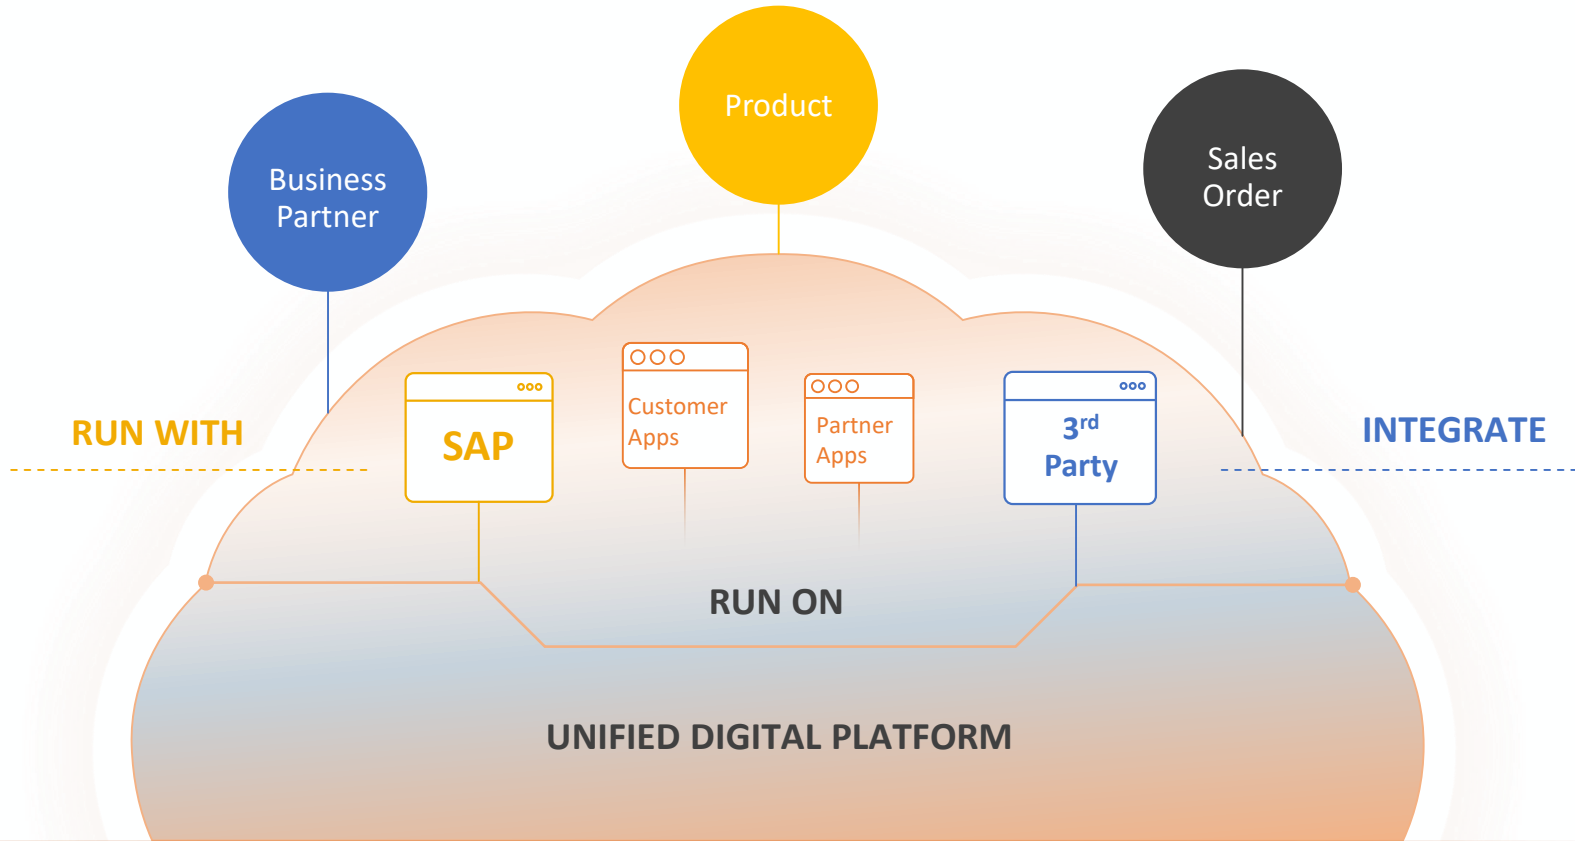 Product
Business
Partner
Sales
Order
RUN WITH
SAP
Customer
Apps
Partner
Apps
3rd
Party
INTEGRATE
RUN ON
UNIFIED DIGITAL PLATFORM